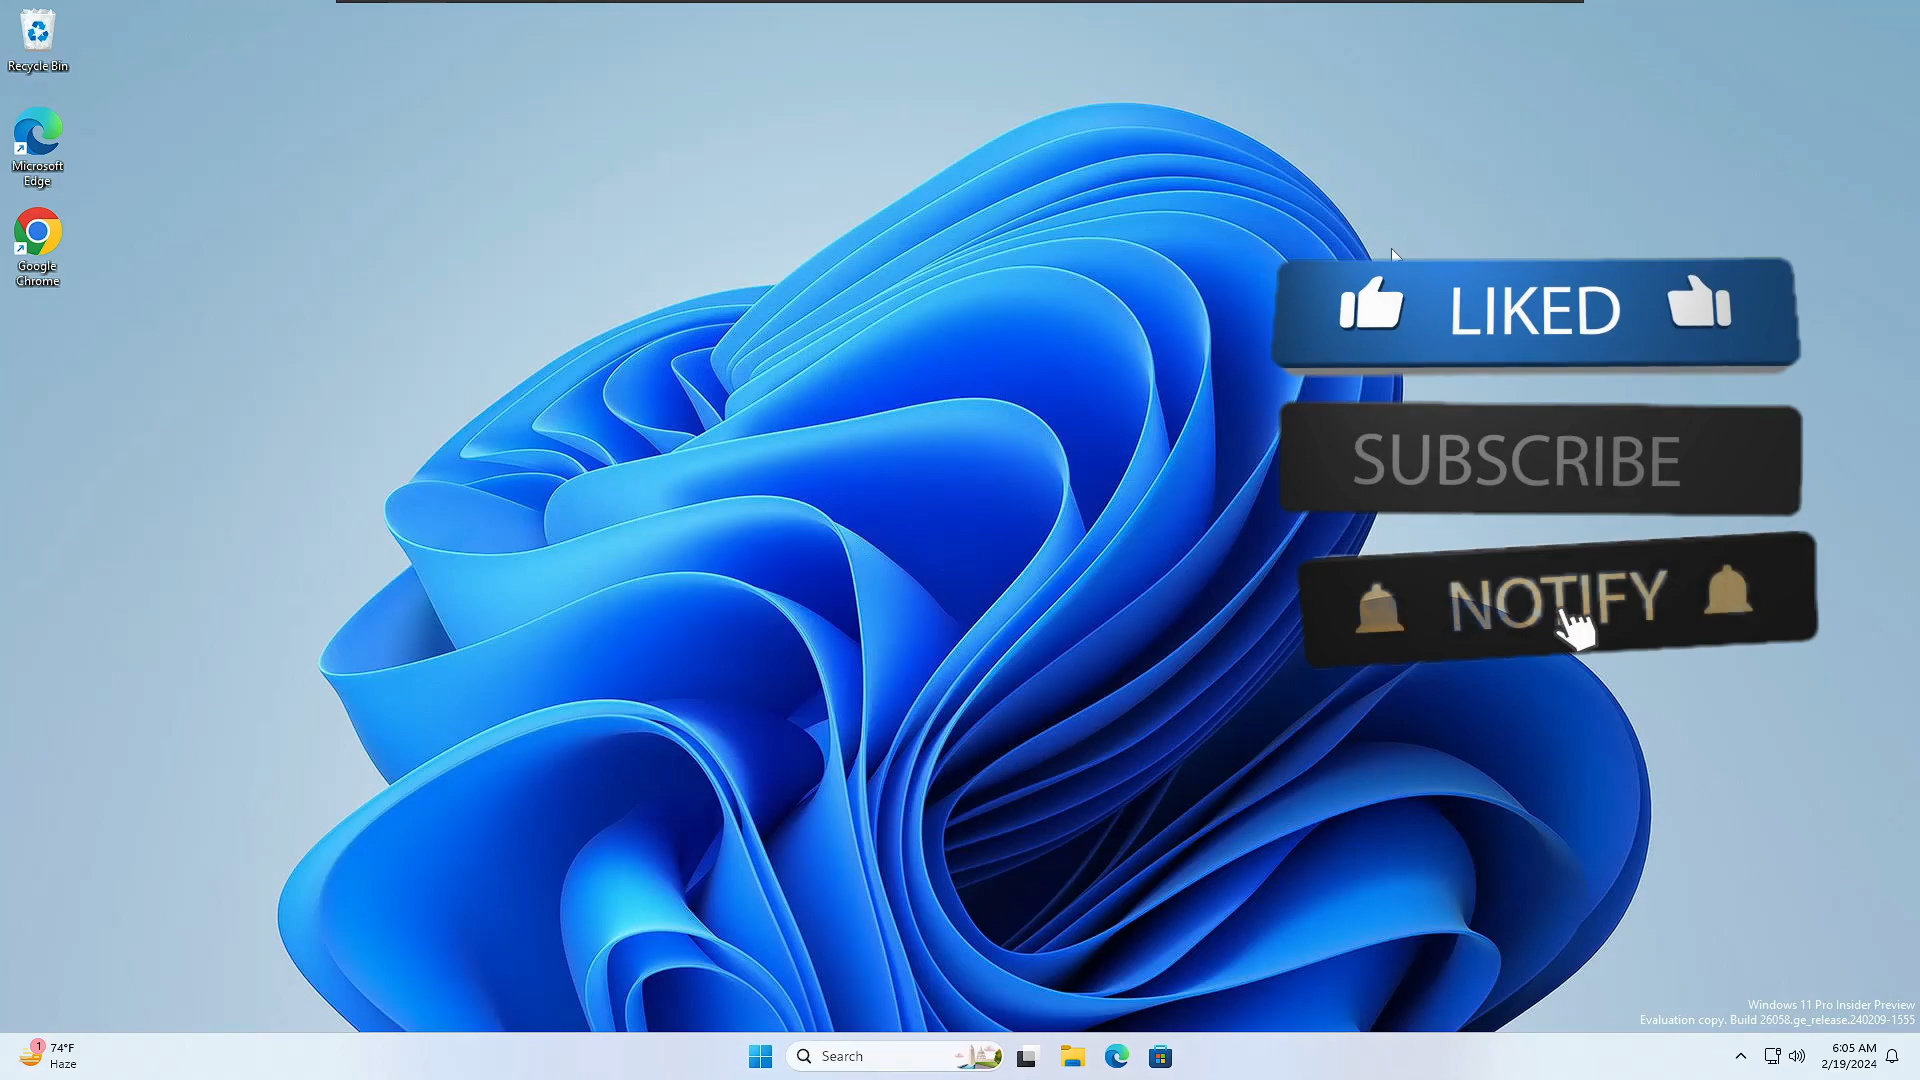 Recycle Bin
Microsoft
Edge
Google
Chrome
LIKED
SUBSCRIBE
NOTIFY
Windows 11 Pro Insider Preview
Evaluation copy. Build 26058.ge_release.240209-1555
1
74°F
Haze
Search
6:05 AM
2/19/2024